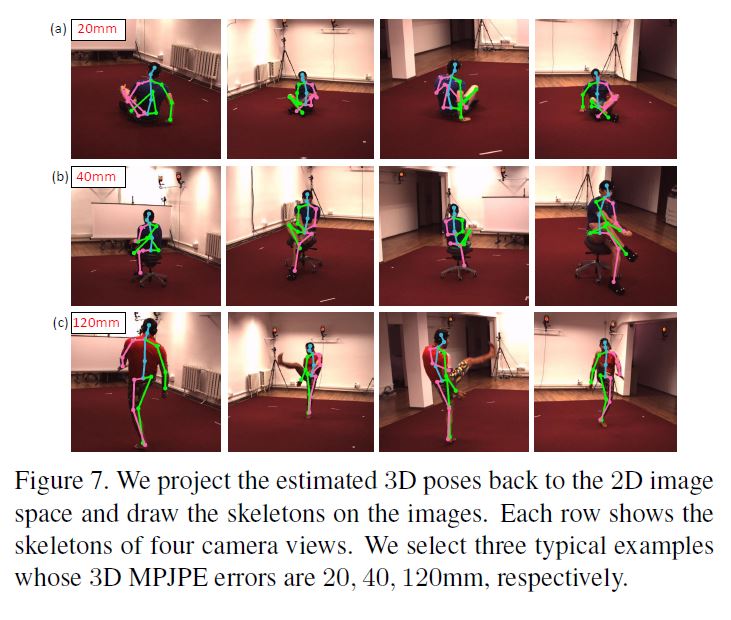 (a) 20mm
(b) 40mm
(c) 120mm
Figure 7. We project the estimated 3D poses back to the 2D image
space and draw the skeletons on the images. Each row shows the
skeletons of four camera views. We select three typical examples
whose 3D MPJPE errors are 20, 40, 120mm, respectively.